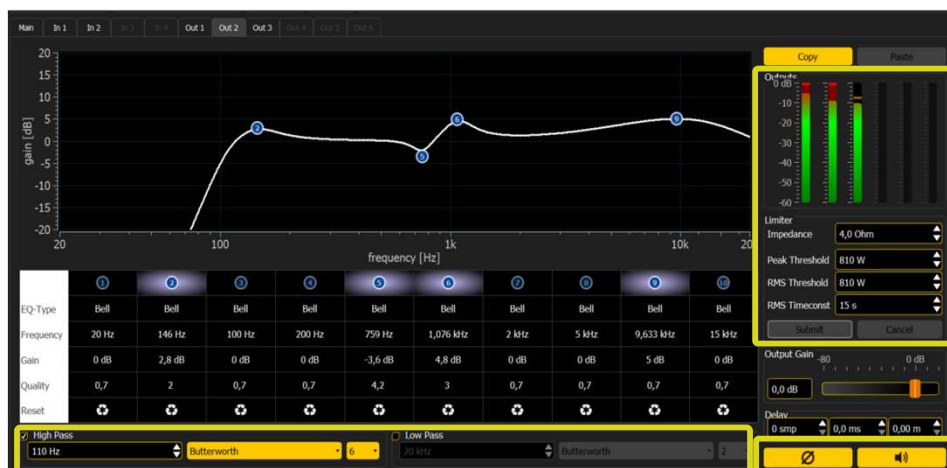 Main In 1 In 2 In 3 In 4 Out 1 Out 2 Out 3 Out 4 Out 5 Out 6
Copy Paste
Outputs
0 dB
-10
-20
-30
-40
-50
-60
20
15
10
5
0
-5
-10
-15
-20
gain [dB]
2 5 6 9
20 100 1k 10k 20
frequency [Hz]
Limiter
Impedance 4,0 Ohm
Peak Threshold 810 W
RMS Threshold 810 W
RMS Timeconst 15 s
Submit Cancel
1 2 3 4 5 6 7 8 9 10
EQ-Type Bell Bell Bell Bell Bell Bell Bell Bell Bell Bell
Frequency 20 Hz 146 Hz 100 Hz 200 Hz 759 Hz 1,076 kHz 2 kHz 5 kHz 9,633 kHz 15 kHz
Gain 0 dB 2,8 dB 0 dB 0 dB -3,6 dB 4,8 dB 0 dB 0 dB 5 dB 0 dB
Quality 0,7 2 0,7 0,7 4,2 3 0,7 0,7 0,7 0,7
Reset
Output Gain -80 0 dB
0,0 dB
Delay
0 smp 0,0 ms 0,00 m
High Pass
110 Hz Butterworth 6
Low Pass
20 kHz Butterworth 2